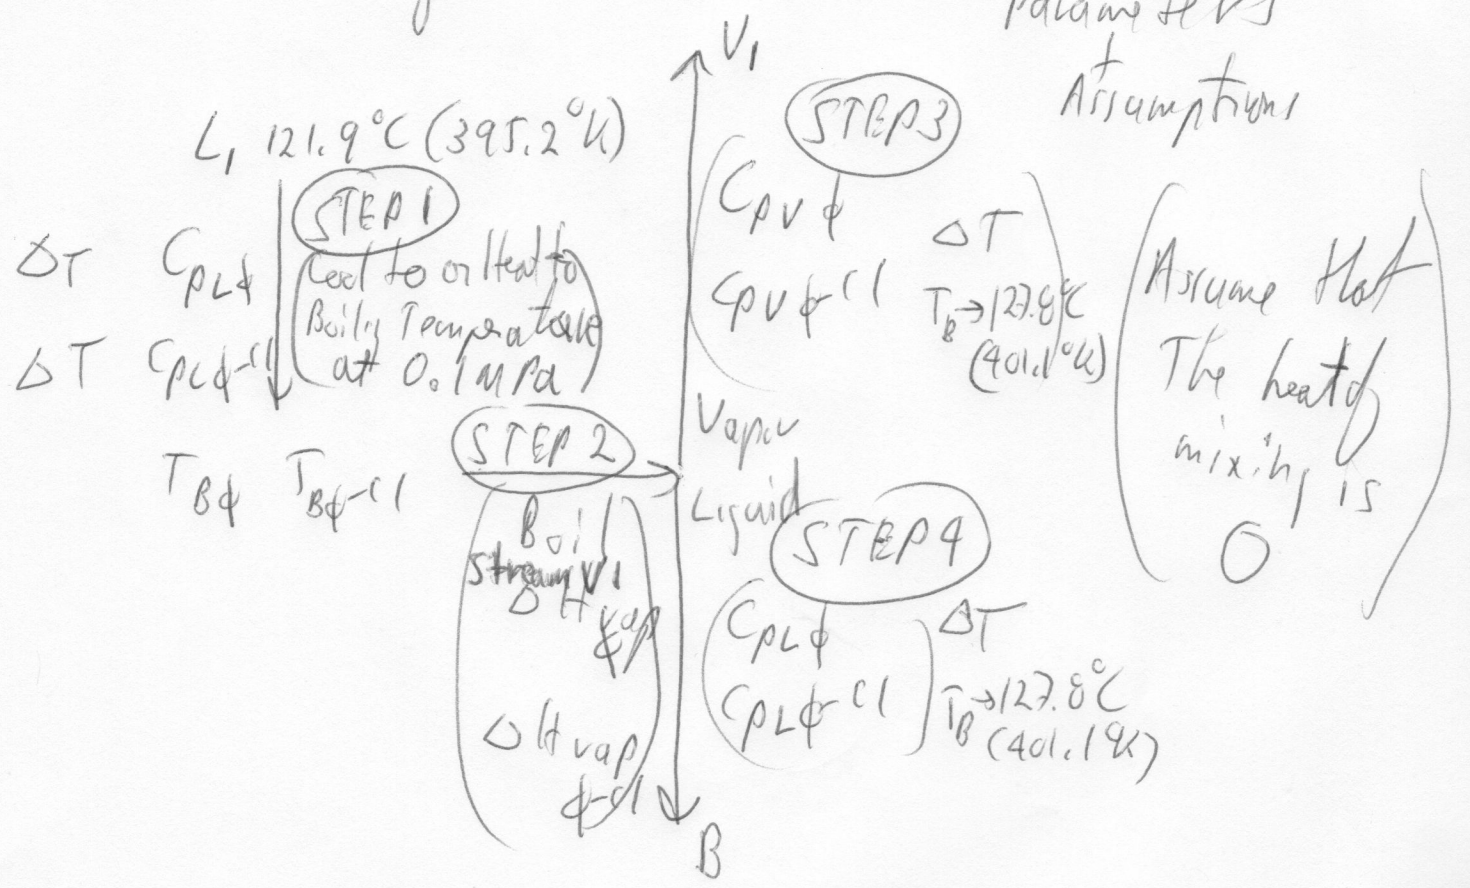 Parameters
+
Assumptions
V1
L1 121.9°C (395.2°K)
STEP 1
ΔT CpLϕ
Cool to or Heat to
Boiling Temperature
at 0.1 MPa
ΔT CpLϕ-Cl
TBϕ TBϕ-Cl
STEP 2
Boil
Stream V1
ΔHvap
ϕ
ΔHvap
ϕ-Cl
STEP 3
CpVϕ ΔT
CpVϕ-Cl TB→127.8°C
(401.1°K)
Vapor
Liquid
STEP 4
CpLϕ ΔT
CpLϕ-Cl TB→127.8°C
(401.1°K)
B
Assume that
The heat of
mixing is
0